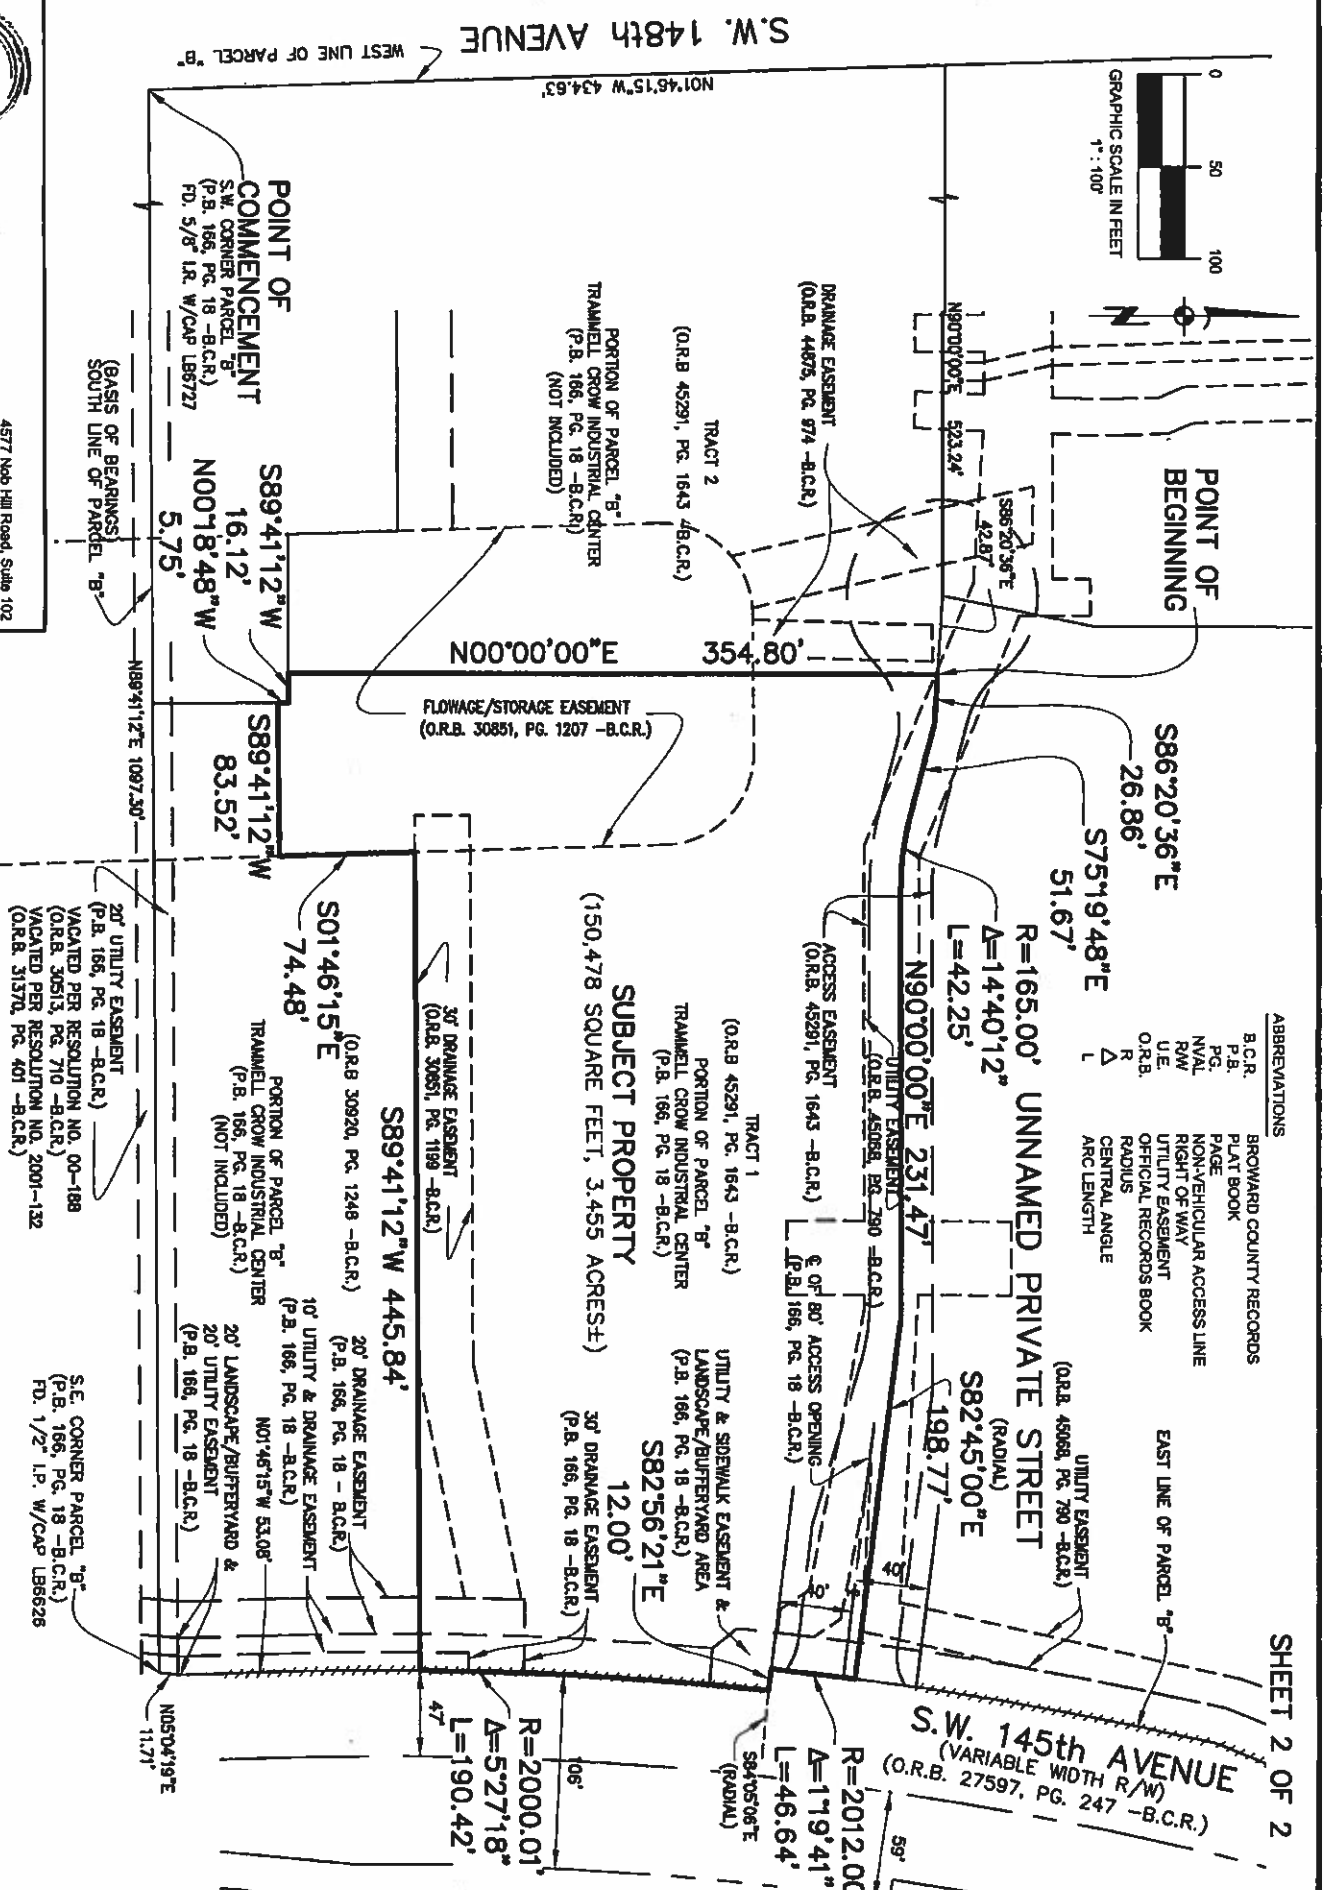 SHEET 2 OF 2
0
50
100
GRAPHIC SCALE IN FEET
1" : 100'
ABBREVIATIONS
B.C.R. BROWARD COUNTY RECORDS
P.B. PLAT BOOK
PG. PAGE
NVAL NON-VEHICULAR ACCESS LINE
R/W RIGHT OF WAY
U.E. UTILITY EASEMENT
O.R.B. OFFICIAL RECORDS BOOK
R RADIUS
Δ CENTRAL ANGLE
L ARC LENGTH
S.W. 148th AVENUE
WEST LINE OF PARCEL "B"
N01°46'15"W 434.63'
POINT OF
COMMENCEMENT
S.W. CORNER PARCEL "B"
(P.B. 166, PG. 18 -B.C.R.)
FD. 5/8" I.R. W/CAP LB6727
N90°00'00"E 523.24'
POINT OF
BEGINNING
S86°20'36"E
42.87'
S86°20'36"E
26.86'
S75°19'48"E
51.67'
R=165.00'
Δ=14°40'12"
L=42.25'
UNNAMED PRIVATE STREET
N90°00'00"E 231.47'
UTILITY EASEMENT
(O.R.B. 45068, PG. 790 -B.C.R.)
ACCESS EASEMENT
(O.R.B. 45291, PG. 1643 -B.C.R.)
DRAINAGE EASEMENT
(O.R.B. 44875, PG. 974 -B.C.R.)
TRACT 2
(O.R.B 45291, PG. 1643 -B.C.R.)
PORTION OF PARCEL "B"
TRAMMELL CROW INDUSTRIAL CENTER
(P.B. 166, PG. 18 -B.C.R.)
(NOT INCLUDED)
N00°00'00"E 354.80'
FLOWAGE/STORAGE EASEMENT
(O.R.B. 30851, PG. 1207 -B.C.R.)
TRACT 1
(O.R.B 45291, PG. 1643 -B.C.R.)
PORTION OF PARCEL "B"
TRAMMELL CROW INDUSTRIAL CENTER
(P.B. 166, PG. 18 -B.C.R.)
SUBJECT PROPERTY
(150,478 SQUARE FEET, 3.455 ACRES±)
℄ OF 80' ACCESS OPENING
(P.B. 166, PG. 18 -B.C.R.)
UTILITY EASEMENT
(O.R.B. 45068, PG. 790 -B.C.R.)
(RADIAL)
S82°45'00"E
198.77'
EAST LINE OF PARCEL "B"
UTILITY & SIDEWALK EASEMENT &
LANDSCAPE/BUFFERYARD AREA
(P.B. 166, PG. 18 -B.C.R.)
S82°56'21"E
12.00'
30' DRAINAGE EASEMENT
(P.B. 166, PG. 18 -B.C.R.)
40'
40'
S.W. 145th AVENUE
(VARIABLE WIDTH R/W)
(O.R.B. 27597, PG. 247 -B.C.R.)
59'
R=2012.00
Δ=1°19'41"
L=46.64'
S84°05'06"E
(RADIAL)
106'
R=2000.01'
Δ=5°27'18"
L=190.42'
47'
S89°41'12"W
16.12'
N00°18'48"W
5.75'
S89°41'12"W
83.52'
S01°46'15"E
74.48'
30' DRAINAGE EASEMENT
(O.R.B. 30851, PG. 1199 -B.C.R.)
S89°41'12"W 445.84'
(O.R.B 30920, PG. 1248 -B.C.R.)
PORTION OF PARCEL "B"
TRAMMELL CROW INDUSTRIAL CENTER
(P.B. 166, PG. 18 -B.C.R.)
(NOT INCLUDED)
20' DRAINAGE EASEMENT
(P.B. 166, PG. 18 - B.C.R.)
10' UTILITY & DRAINAGE EASEMENT
(P.B. 166, PG. 18 -B.C.R.)
N01°46'15"W 53.08'
20' LANDSCAPE/BUFFERYARD &
20' UTILITY EASEMENT
(P.B. 166, PG. 18 -B.C.R.)
(BASIS OF BEARINGS)
SOUTH LINE OF PARCEL "B"
N89°41'12"E 1097.30'
20' UTILITY EASEMENT
(P.B. 166, PG. 18 -B.C.R.)
VACATED PER RESOLUTION NO. 00-188
(O.R.B. 30513, PG. 710 -B.C.R.)
VACATED PER RESOLUTION NO. 2001-132
(O.R.B. 31370, PG. 401 -B.C.R.)
S.E. CORNER PARCEL "B"
(P.B. 166, PG. 18 -B.C.R.)
FD. 1/2" I.P. W/CAP LB6626
N05°04'19"E
11.71'
4577 Nob Hill Road, Suite 102